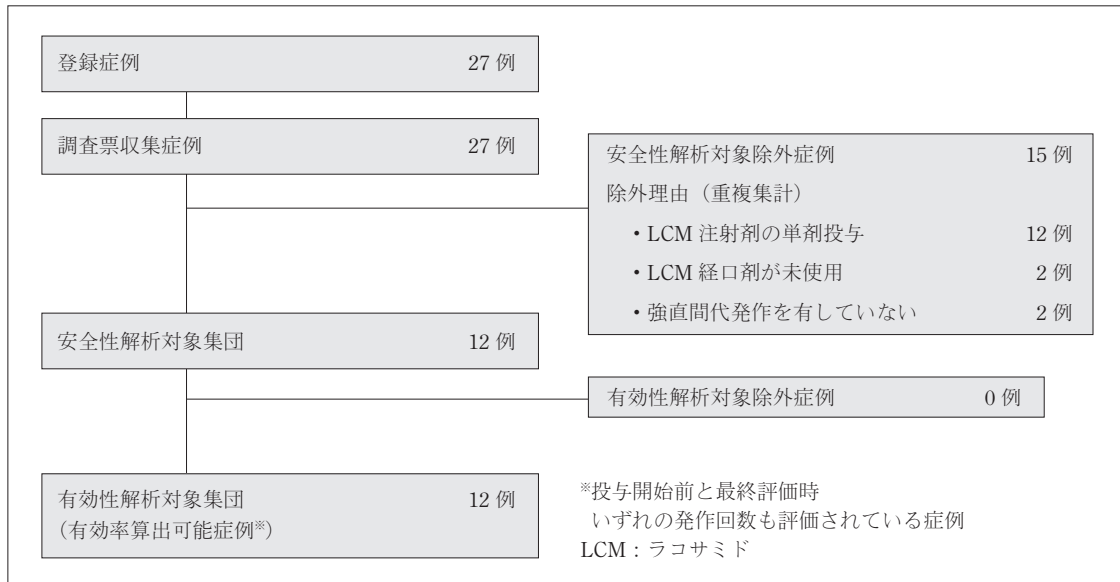 登録症例 27 例
調査票収集症例 27 例
安全性解析対象除外症例 15 例
除外理由（重複集計）
・LCM 注射剤の単剤投与 12 例
・LCM 経口剤が未使用 2 例
・強直間代発作を有していない 2 例
安全性解析対象集団 12 例
有効性解析対象除外症例 0 例
有効性解析対象集団 12 例
（有効率算出可能症例※）
※投与開始前と最終評価時
いずれの発作回数も評価されている症例
LCM：ラコサミド